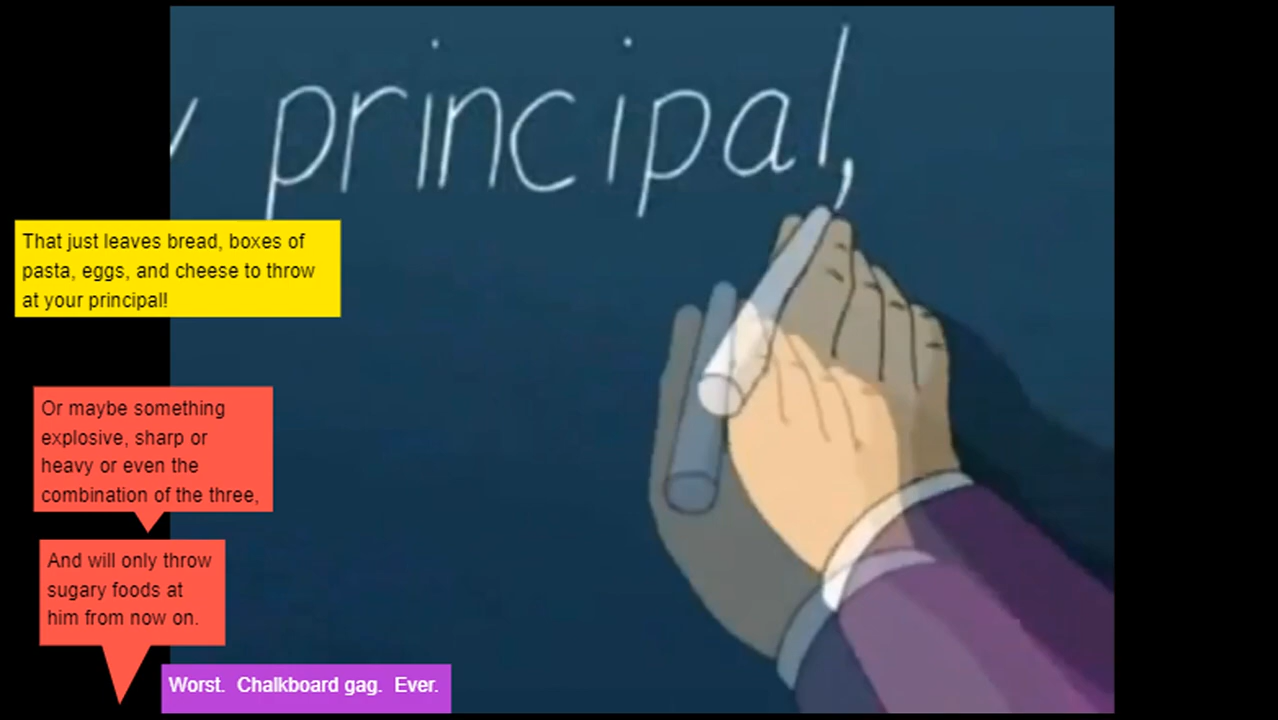 principal,
That just leaves bread, boxes of
pasta, eggs, and cheese to throw
at your principal!
Or maybe something
explosive, sharp or
heavy or even the
combination of the three,
And will only throw
sugary foods at
him from now on.
Worst. Chalkboard gag. Ever.